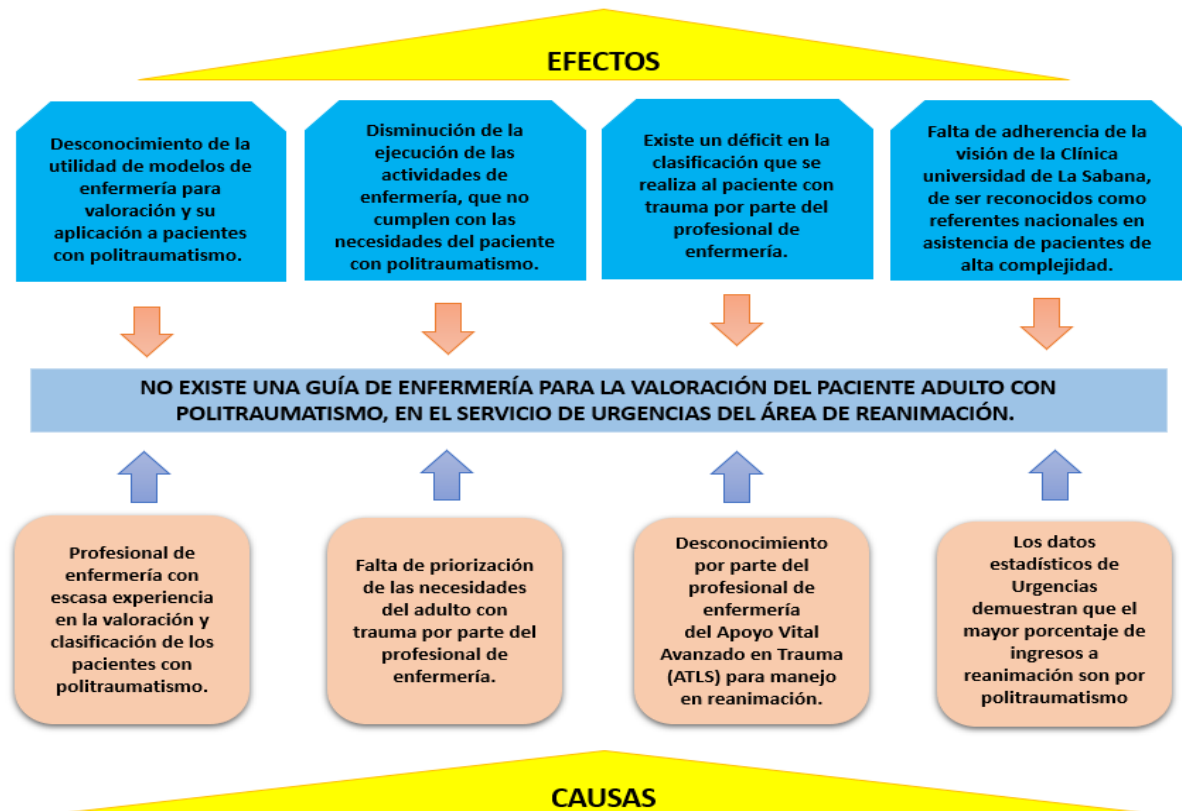 EFECTOS
Desconocimiento de la
utilidad de modelos de
enfermería para
valoración y su
aplicación a pacientes
con politraumatismo.
Disminución de la
ejecución de las
actividades de
enfermería, que no
cumplen con las
necesidades del paciente
con politraumatismo.
Existe un déficit en la
clasificación que se
realiza al paciente con
trauma por parte del
profesional de
enfermería.
Falta de adherencia de la
visión de la Clínica
universidad de La Sabana,
de ser reconocidos como
referentes nacionales en
asistencia de pacientes de
alta complejidad.
NO EXISTE UNA GUÍA DE ENFERMERÍA PARA LA VALORACIÓN DEL PACIENTE ADULTO CON
POLITRAUMATISMO, EN EL SERVICIO DE URGENCIAS DEL ÁREA DE REANIMACIÓN.
Profesional de
enfermería con
escasa experiencia
en la valoración y
clasificación de los
pacientes con
politraumatismo.
Falta de priorización
de las necesidades
del adulto con
trauma por parte del
profesional de
enfermería.
Desconocimiento
por parte del
profesional de
enfermería
del Apoyo Vital
Avanzado en Trauma
(ATLS) para manejo
en reanimación.
Los datos
estadísticos de
Urgencias
demuestran que el
mayor porcentaje de
ingresos a
reanimación son por
politraumatismo
CAUSAS